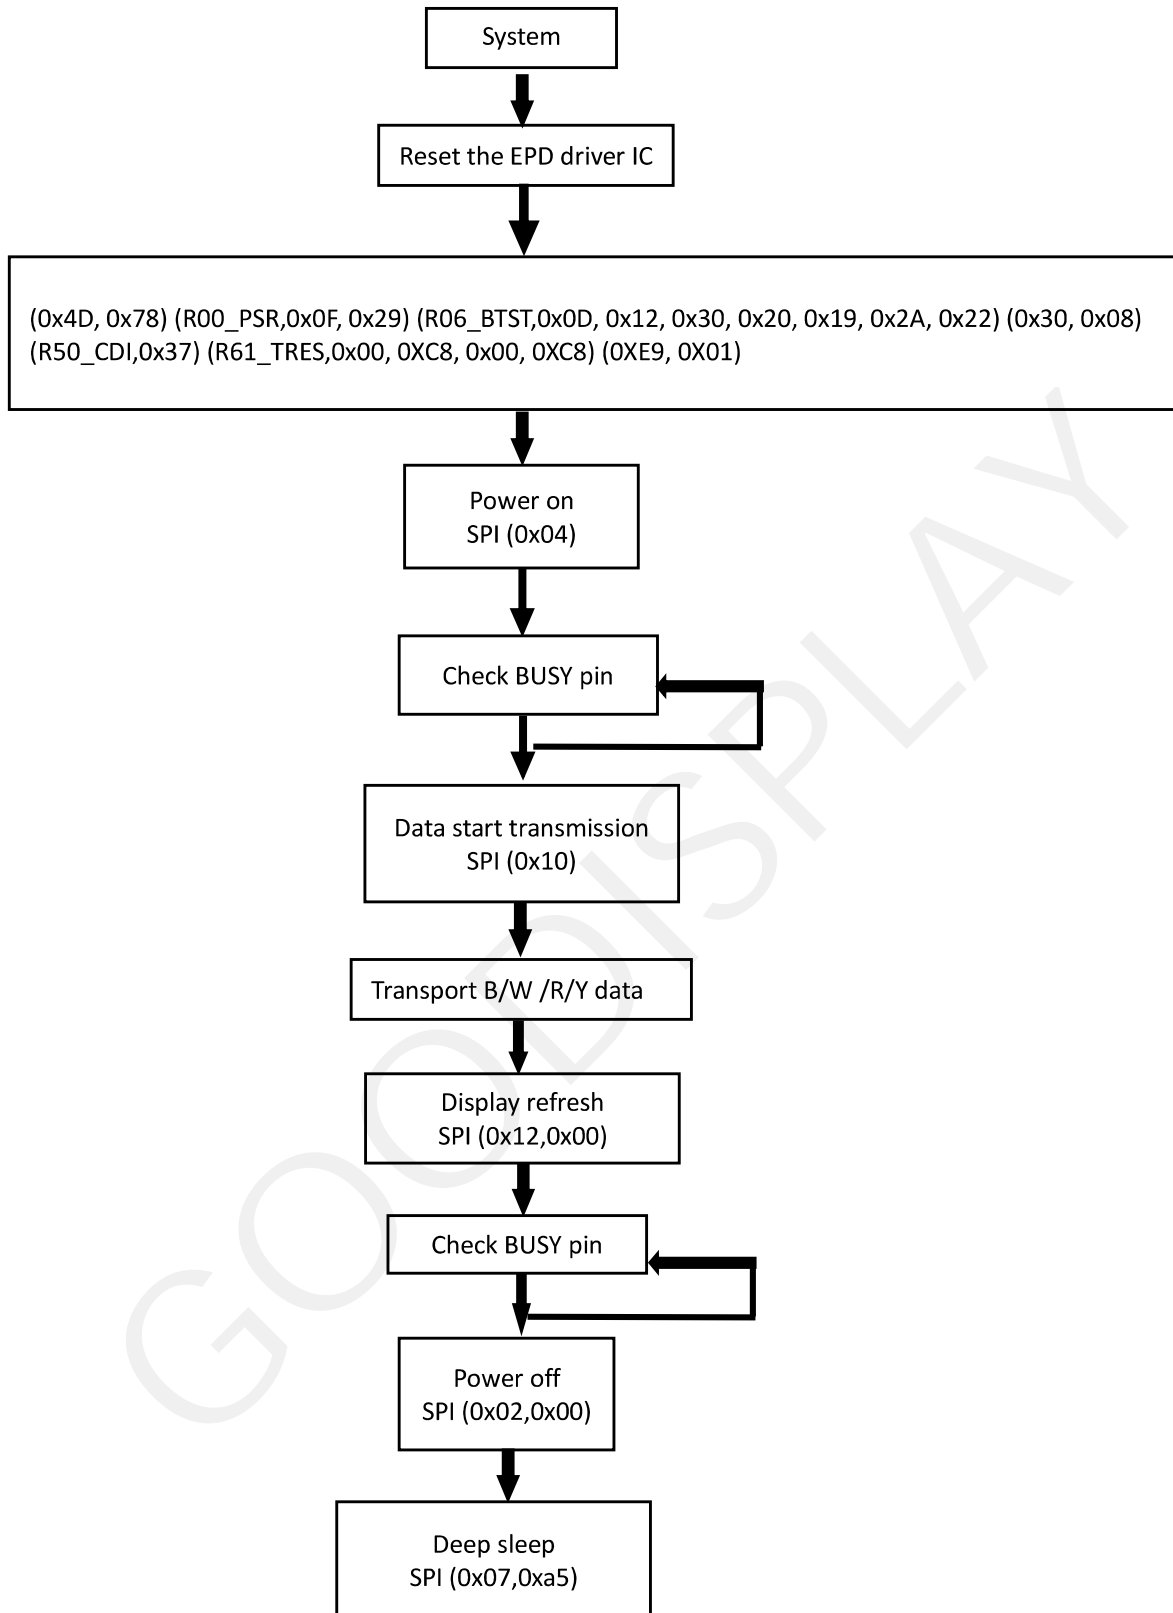 System
Reset the EPD driver IC
(0x4D, 0x78) (R00_PSR,0x0F, 0x29) (R06_BTST,0x0D, 0x12, 0x30, 0x20, 0x19, 0x2A, 0x22) (0x30, 0x08)
(R50_CDI,0x37) (R61_TRES,0x00, 0XC8, 0x00, 0XC8) (0XE9, 0X01)
Power on
SPI (0x04)
Check BUSY pin
Data start transmission
SPI (0x10)
Transport B/W /R/Y data
Display refresh
SPI (0x12,0x00)
Check BUSY pin
Power off
SPI (0x02,0x00)
Deep sleep
SPI (0x07,0xa5)
GOODISPLAY